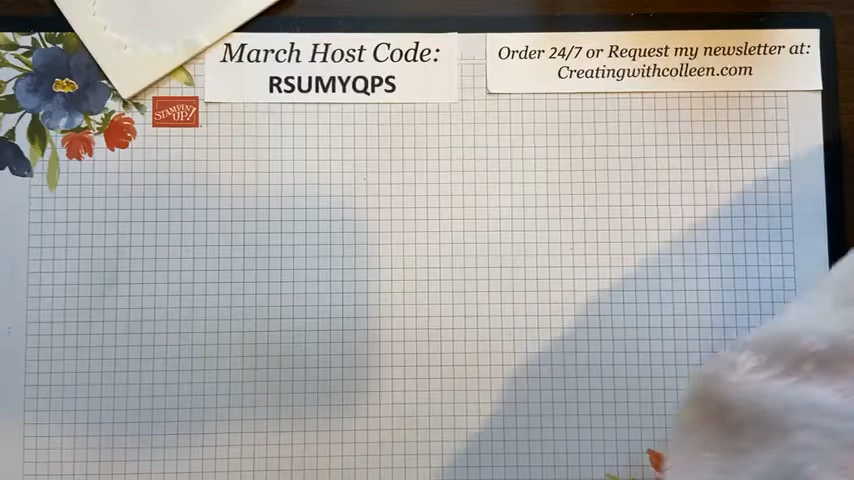 March Host Code:
RSUMYQPS
Order 24/7 or Request my newsletter at:
Creatingwithcolleen.com
STAMPIN' UP!